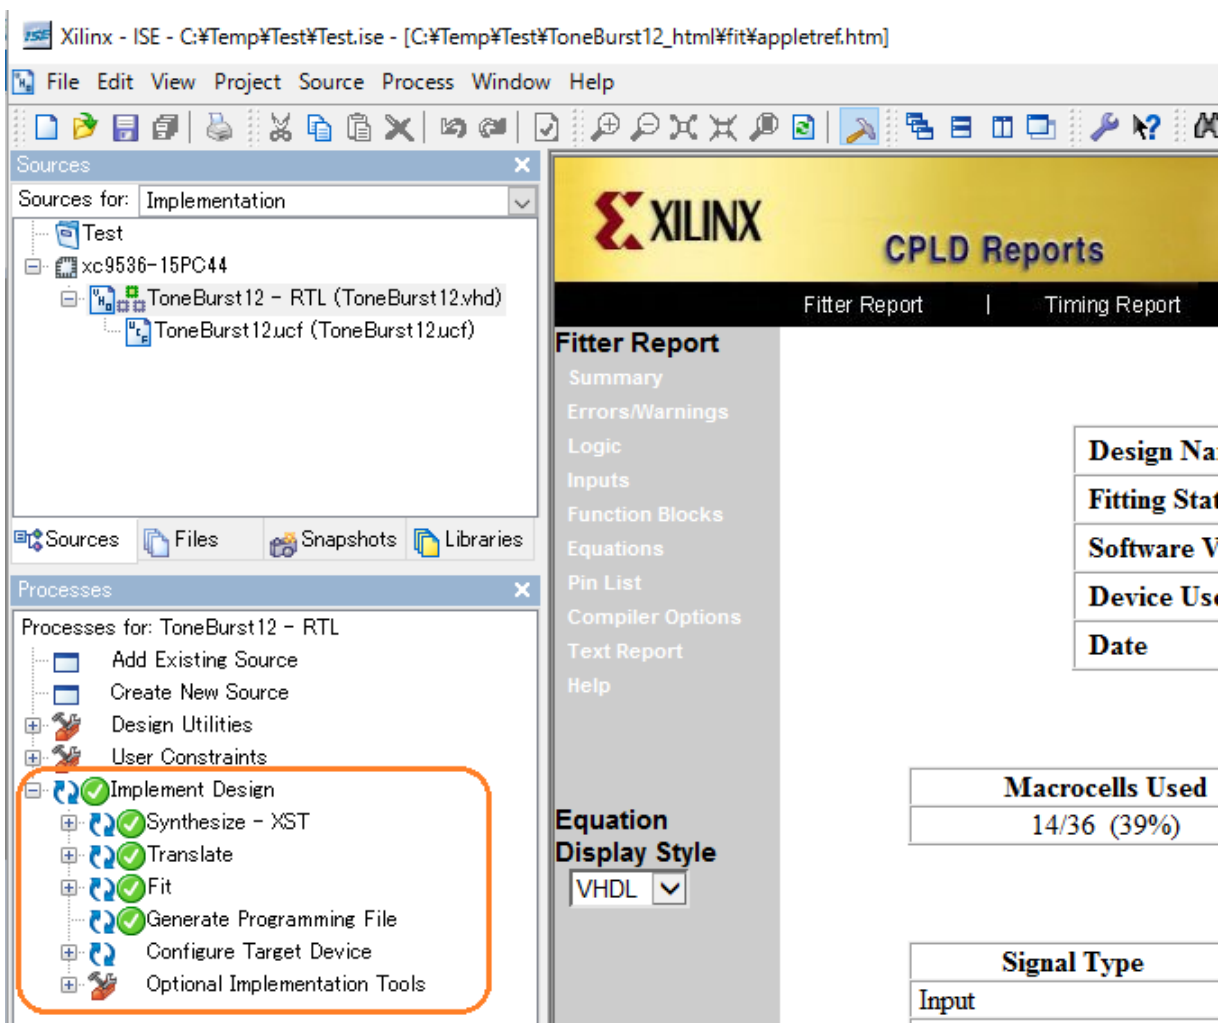 Xilinx - ISE - C:¥Temp¥Test¥Test.ise - [C:¥Temp¥Test¥ToneBurst12_html¥fit¥appletref.htm]
File Edit View Project Source Process Window Help
Sources
Sources for: Implementation
Test
xc9536-15PC44
ToneBurst12 - RTL (ToneBurst12.vhd)
ToneBurst12.ucf (ToneBurst12.ucf)
Sources Files Snapshots Libraries
Processes
Processes for: ToneBurst12 - RTL
Add Existing Source
Create New Source
Design Utilities
User Constraints
Implement Design
Synthesize - XST
Translate
Fit
Generate Programming File
Configure Target Device
Optional Implementation Tools
XILINX
CPLD Reports
Fitter Report | Timing Report
Fitter Report
Summary
Errors/Warnings
Logic
Inputs
Function Blocks
Equations
Pin List
Compiler Options
Text Report
Help
Equation
Display Style
VHDL
Design Na
Fitting Stat
Software V
Device Use
Date
Macrocells Used
14/36 (39%)
Signal Type
Input